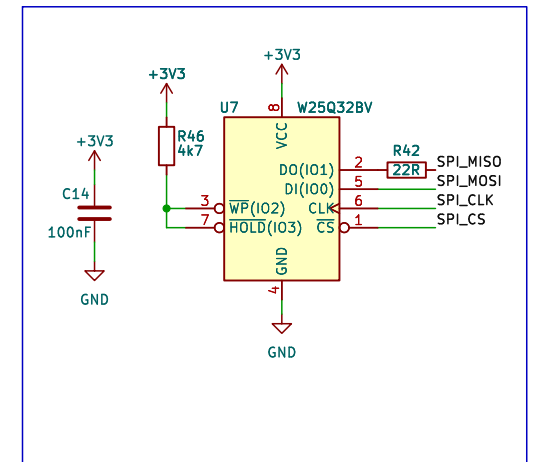 +3V3
+3V3
U7
8
W25Q32BV
VCC
R46
4k7
+3V3
R42
22R
DO(IO1)
2
SPI_MISO
DI(IO0)
5
SPI_MOSI
C14
100nF
3
WP(IO2)
CLK
6
SPI_CLK
7
HOLD(IO3)
CS
1
SPI_CS
GND
4
GND
GND